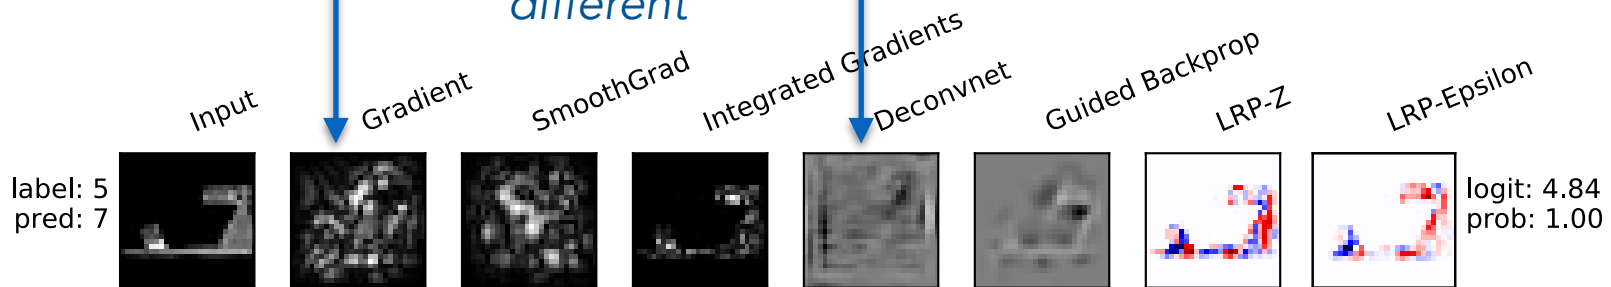 different
Input
Gradient
SmoothGrad
Integrated Gradients
Deconvnet
Guided Backprop
LRP-Z
LRP-Epsilon
label: 5
pred: 7
logit: 4.84
prob: 1.00